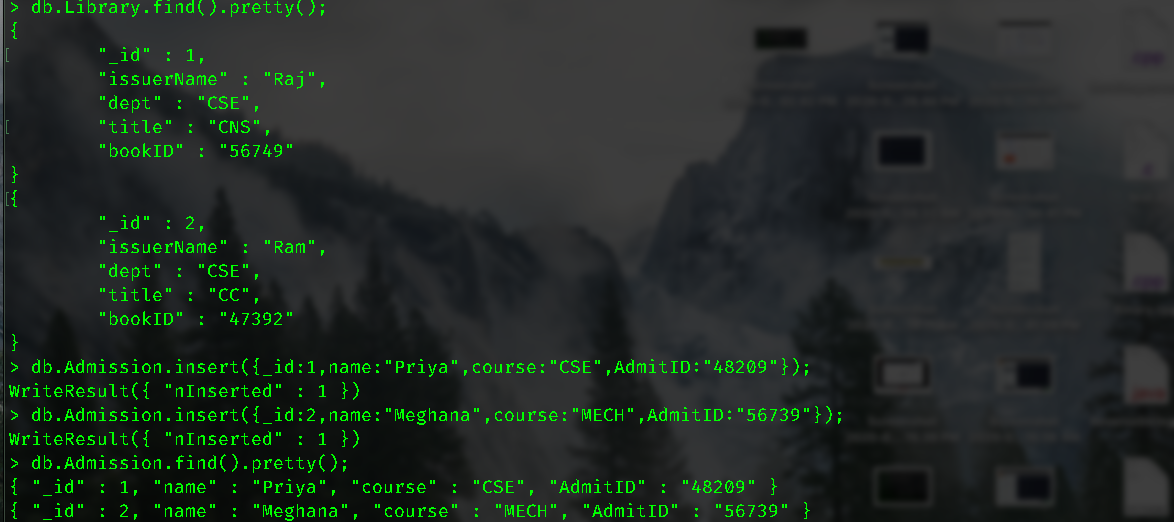 > db.Library.find().pretty();
{
"_id" : 1,
"issuerName" : "Raj",
"dept" : "CSE",
"title" : "CNS",
"bookID" : "56749"
}
{
"_id" : 2,
"issuerName" : "Ram",
"dept" : "CSE",
"title" : "CC",
"bookID" : "47392"
}
> db.Admission.insert({_id:1,name:"Priya",course:"CSE",AdmitID:"48209"});
WriteResult({ "nInserted" : 1 })
> db.Admission.insert({_id:2,name:"Meghana",course:"MECH",AdmitID:"56739"});
WriteResult({ "nInserted" : 1 })
> db.Admission.find().pretty();
{ "_id" : 1, "name" : "Priya", "course" : "CSE", "AdmitID" : "48209" }
{ "_id" : 2, "name" : "Meghana", "course" : "MECH", "AdmitID" : "56739" }